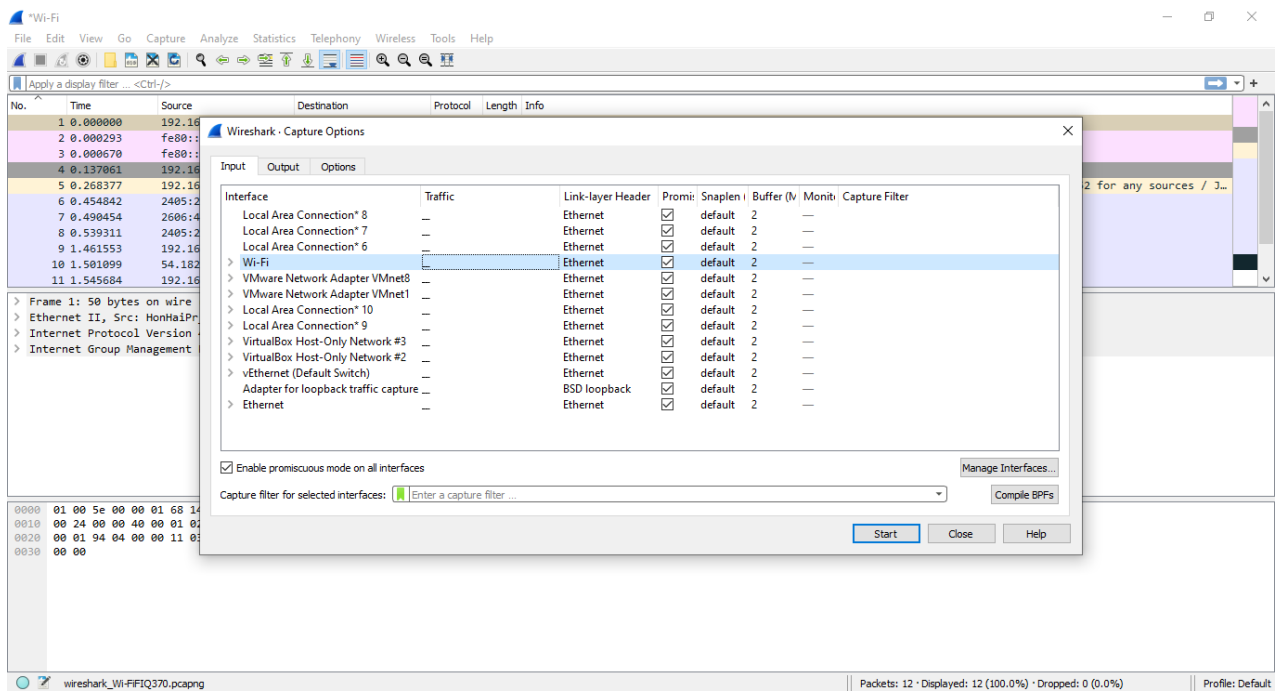 *Wi-Fi
File Edit View Go Capture Analyze Statistics Telephony Wireless Tools Help
Apply a display filter ... <Ctrl-/>
No. Time Source Destination Protocol Length Info
1 0.000000 192.16
2 0.000293 fe80::
3 0.000670 fe80::
4 0.137061 192.16
5 0.268377 192.16 2 for any sources / J…
6 0.454842 2405:2
7 0.490454 2606:4
8 0.539311 2405:2
9 1.461553 192.16
10 1.501099 54.182
11 1.545684 192.16
Wireshark · Capture Options
Input Output Options
Interface Traffic Link-layer Header Promi Snaplen Buffer (M Monit Capture Filter
Local Area Connection* 8 Ethernet default 2 —
Local Area Connection* 7 Ethernet default 2 —
Local Area Connection* 6 Ethernet default 2 —
> Wi-Fi Ethernet default 2 —
> VMware Network Adapter VMnet8 Ethernet default 2 —
> VMware Network Adapter VMnet1 Ethernet default 2 —
> Local Area Connection* 10 Ethernet default 2 —
> Local Area Connection* 9 Ethernet default 2 —
> VirtualBox Host-Only Network #3 Ethernet default 2 —
> VirtualBox Host-Only Network #2 Ethernet default 2 —
> vEthernet (Default Switch) Ethernet default 2 —
Adapter for loopback traffic capture BSD loopback default 2 —
> Ethernet Ethernet default 2 —
Enable promiscuous mode on all interfaces
Manage Interfaces...
Capture filter for selected interfaces: Enter a capture filter ...
Compile BPFs
Start Close Help
> Frame 1: 50 bytes on wire
> Ethernet II, Src: HonHaiPr
> Internet Protocol Version
> Internet Group Management
0000 01 00 5e 00 00 01 68 14
0010 00 24 00 00 40 00 01 02
0020 00 01 94 04 00 00 11 03
0030 00 00
wireshark_Wi-FiFIQ370.pcapng
Packets: 12 · Displayed: 12 (100.0%) · Dropped: 0 (0.0%)
Profile: Default